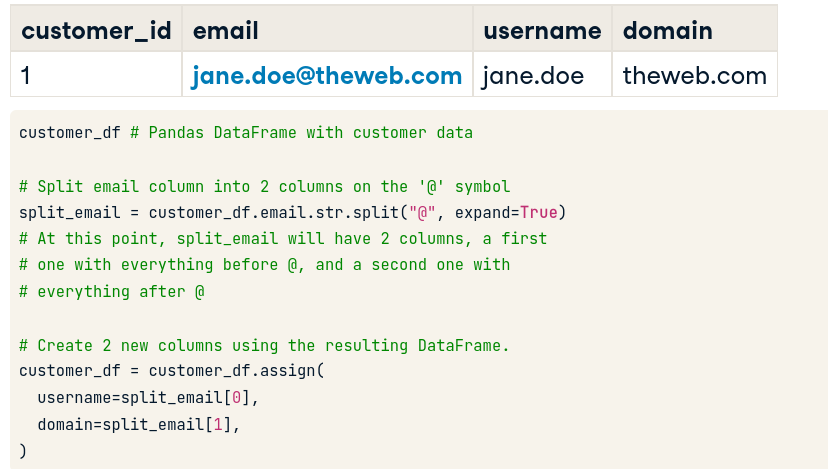 customer_id email username domain
1 jane.doe@theweb.com jane.doe theweb.com
customer_df # Pandas DataFrame with customer data
# Split email column into 2 columns on the '@' symbol
split_email = customer_df.email.str.split("@", expand=True)
# At this point, split_email will have 2 columns, a first
# one with everything before @, and a second one with
# everything after @
# Create 2 new columns using the resulting DataFrame.
customer_df = customer_df.assign(
  username=split_email[0],
  domain=split_email[1],
)